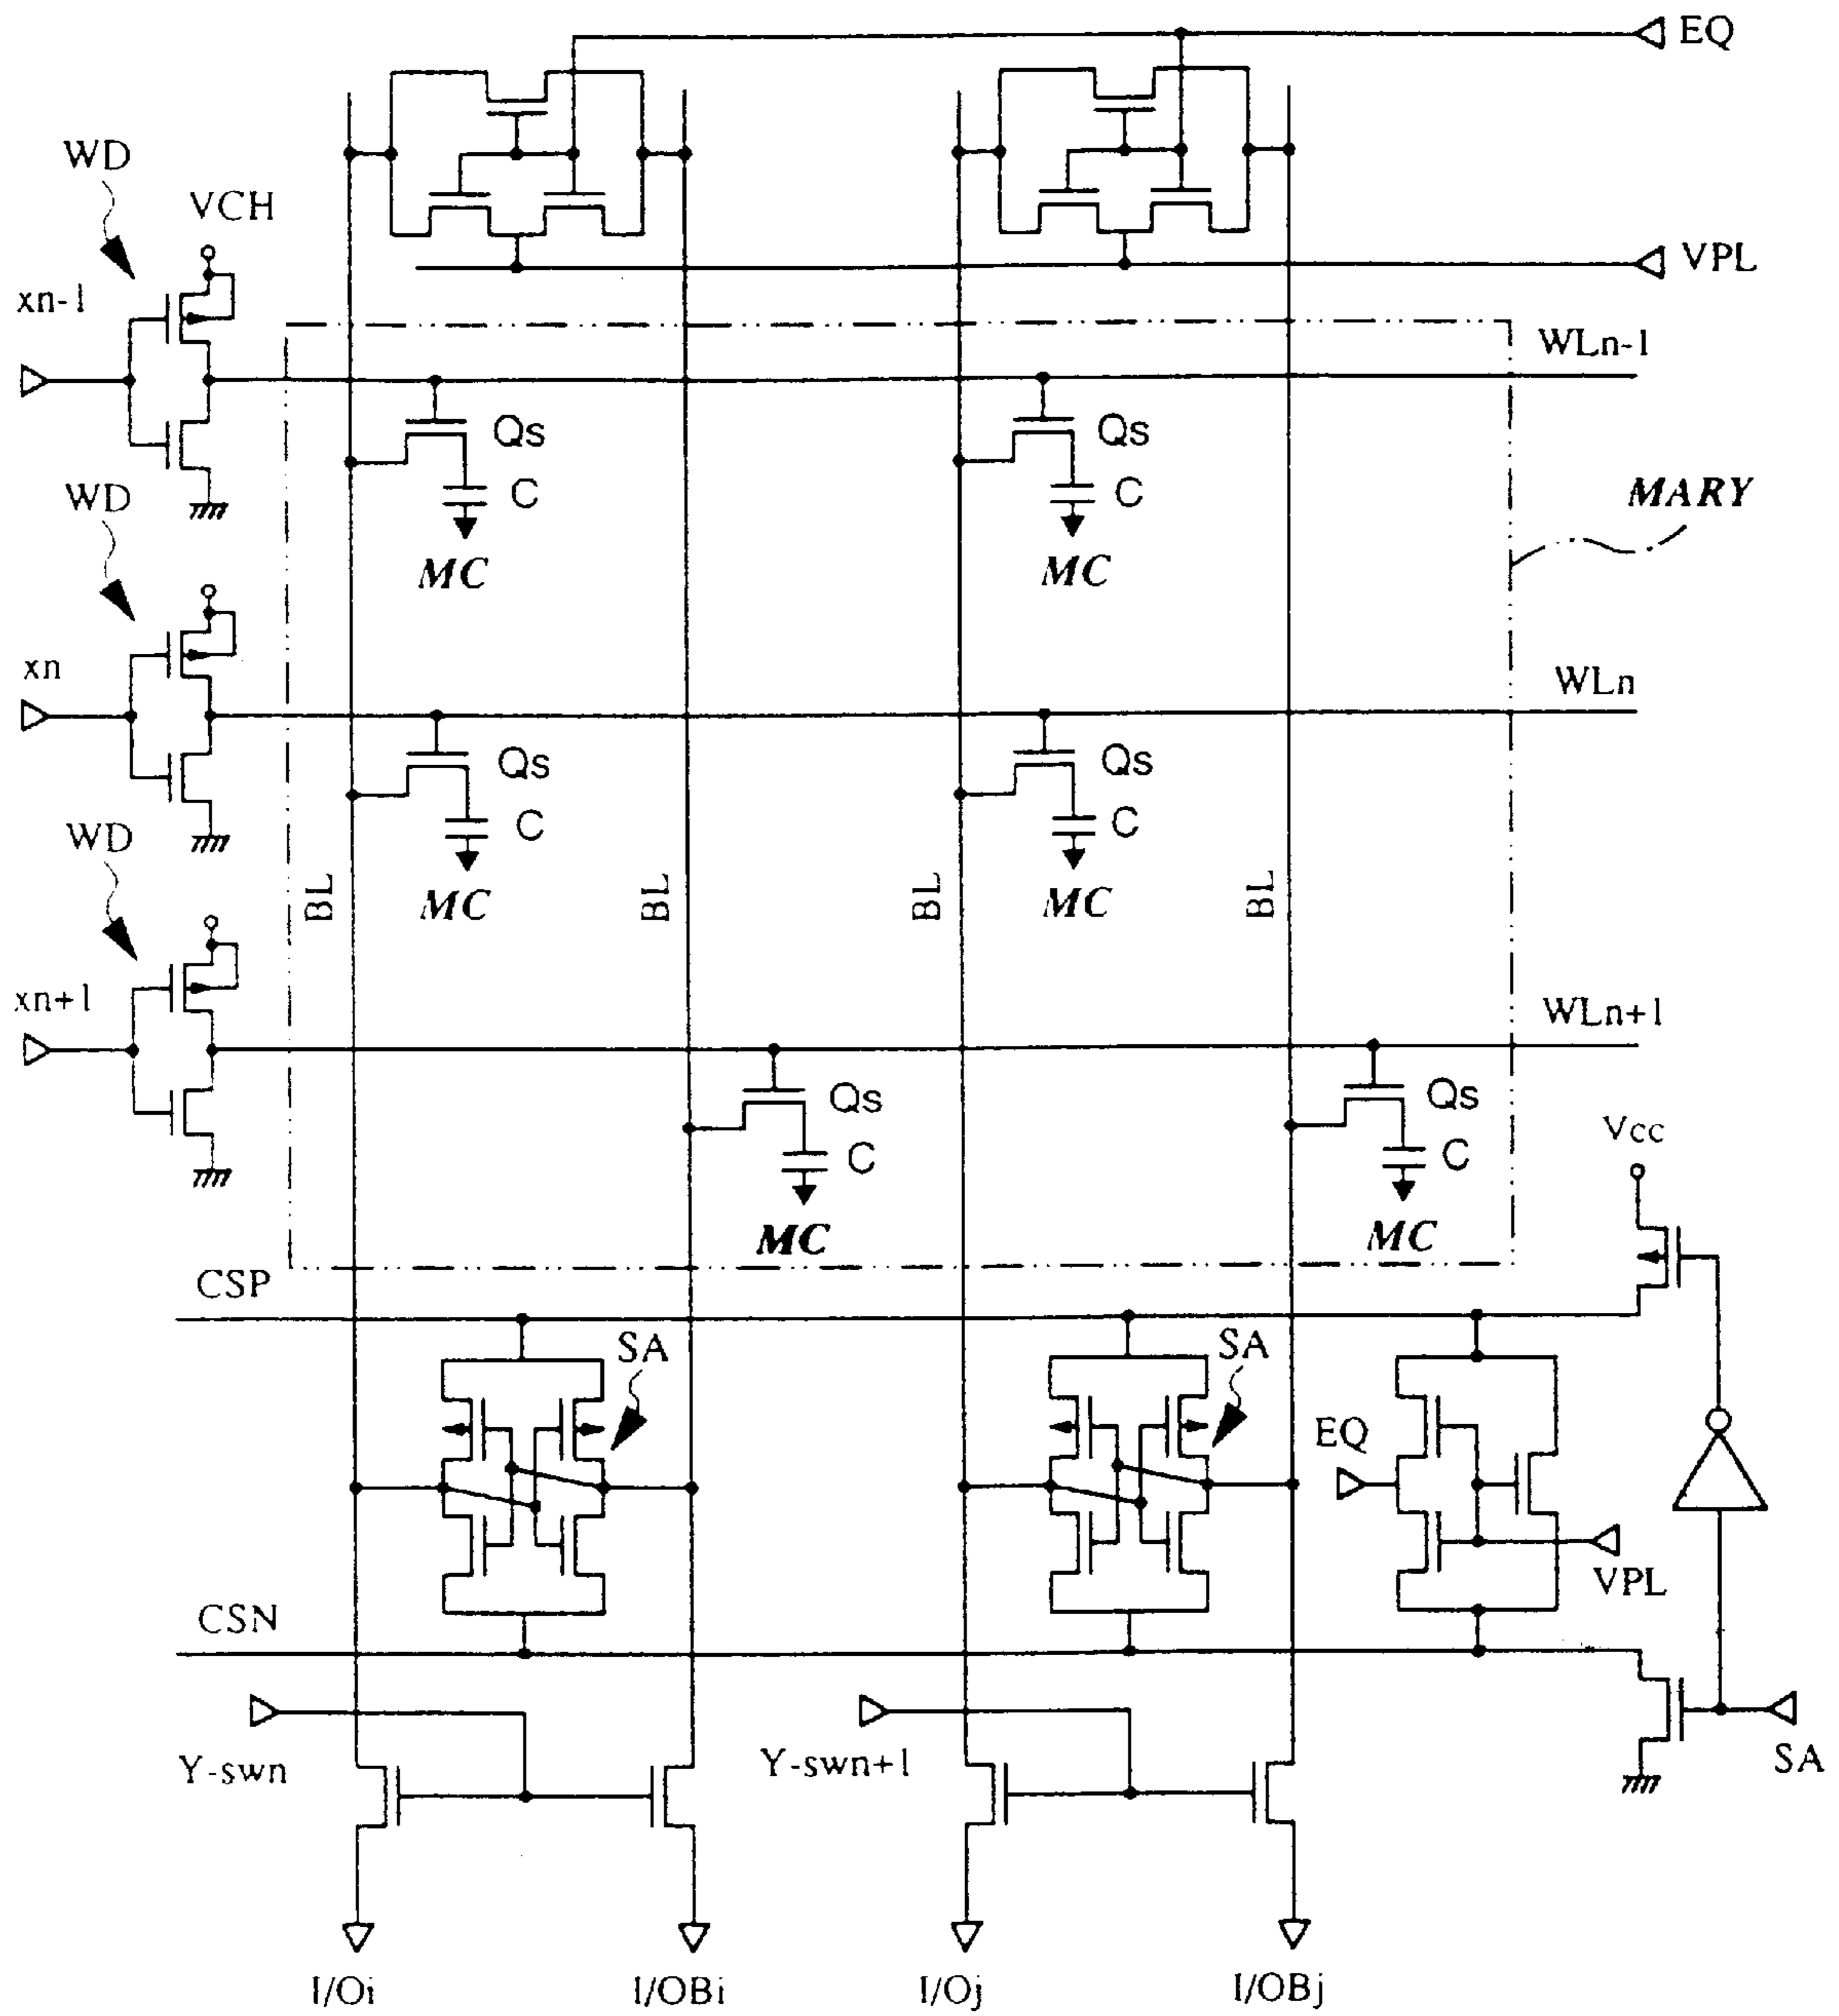 EQ
WD
VCH
VPL
xn-1
WLn-1
Qs
Qs
C
C
WD
MARY
MC
MC
xn
WLn
Qs
Qs
C
C
WD
BL
BL
BL
BL
MC
MC
xn+1
WLn+1
Qs
Qs
Vcc
C
C
MC
MC
CSP
SA
SA
EQ
VPL
CSN
Y-swn
Y-swn+1
SA
I/Oi
I/OBi
I/Oj
I/OBj